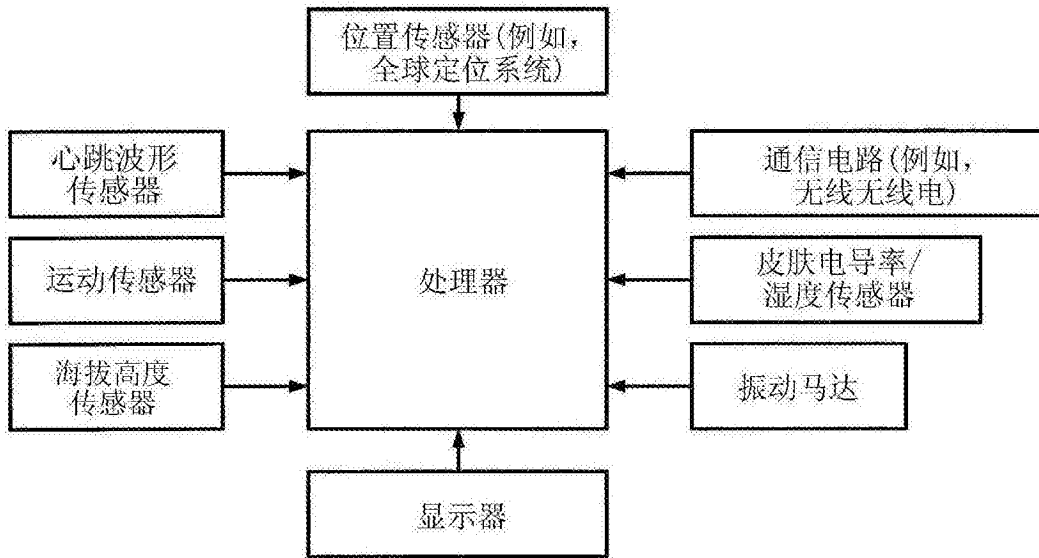 位置传感器(例如,
全球定位系统)
心跳波形
传感器
通信电路(例如,
无线无线电)
运动传感器
处理器
皮肤电导率/
湿度传感器
海拔高度
传感器
振动马达
显示器